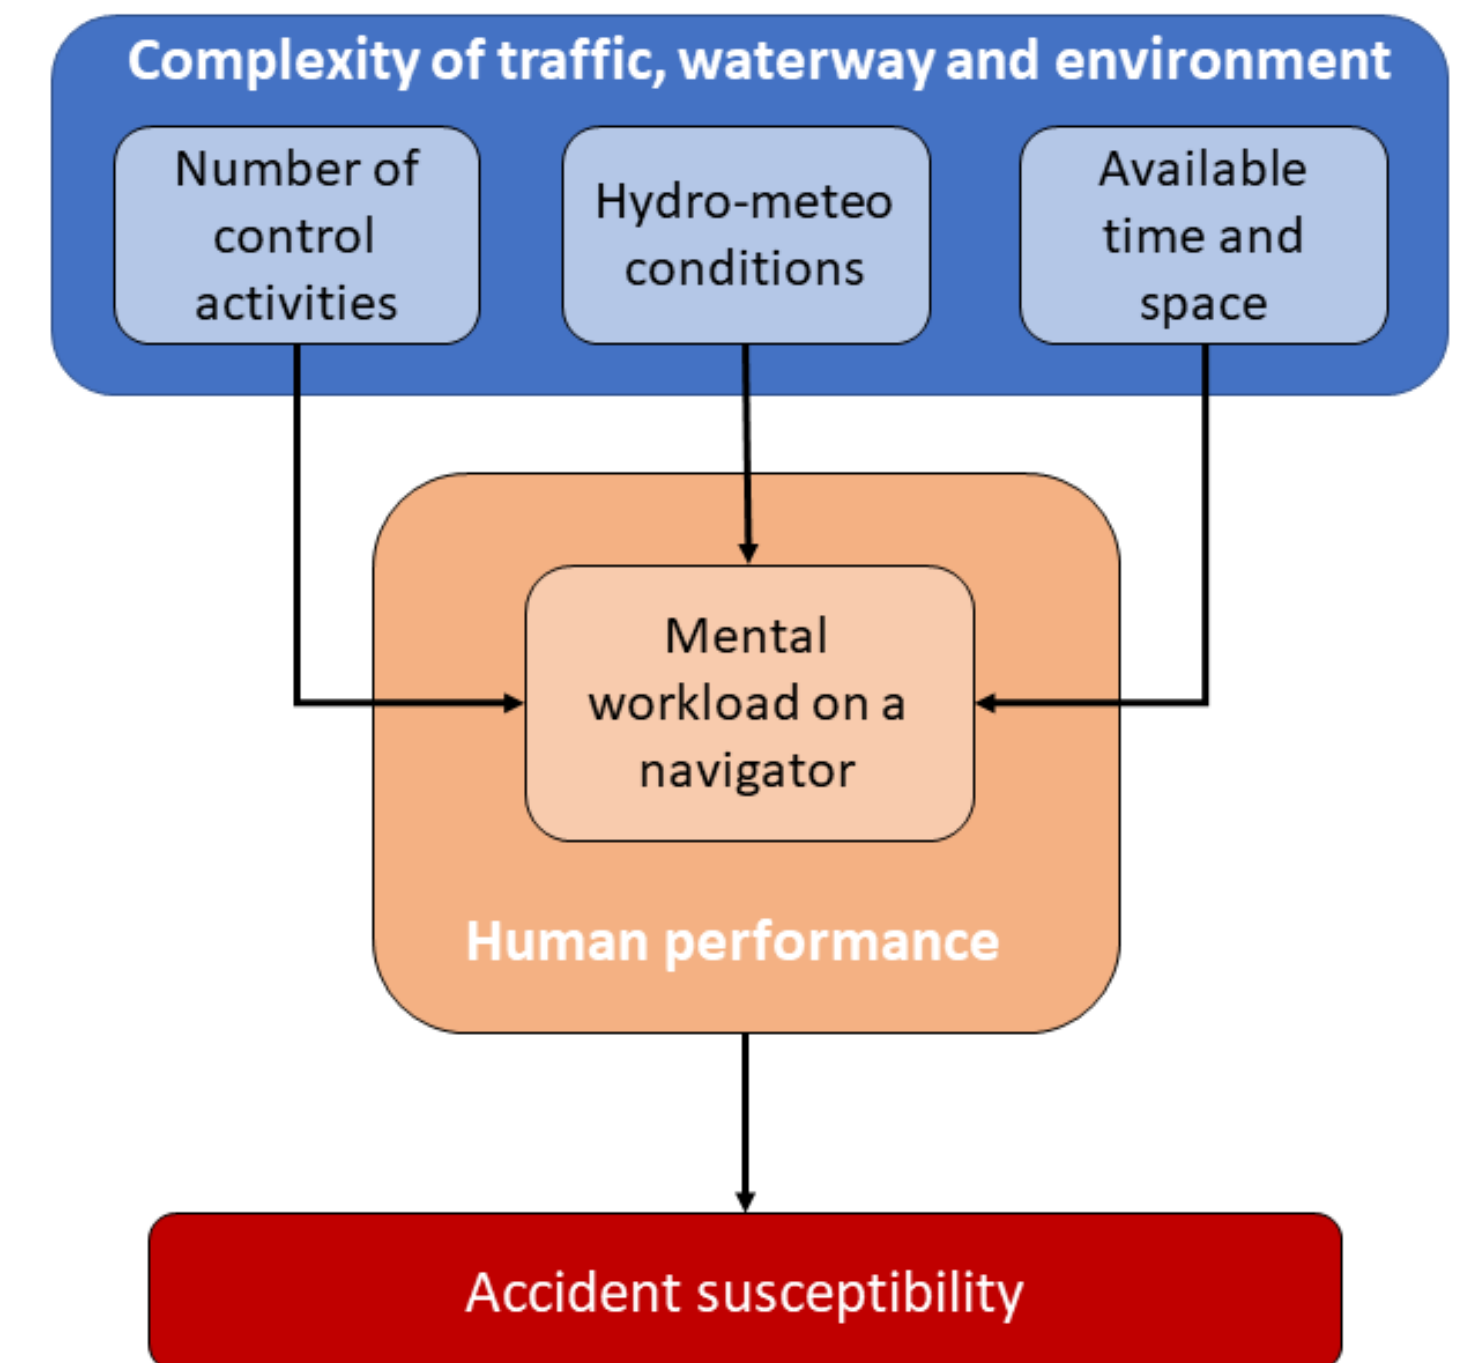 Complexity of traffic, waterway and environment
Number of
control
activities
Hydro-meteo
conditions
Available
time and
space
Mental
workload on a
navigator
Human performance
Accident susceptibility